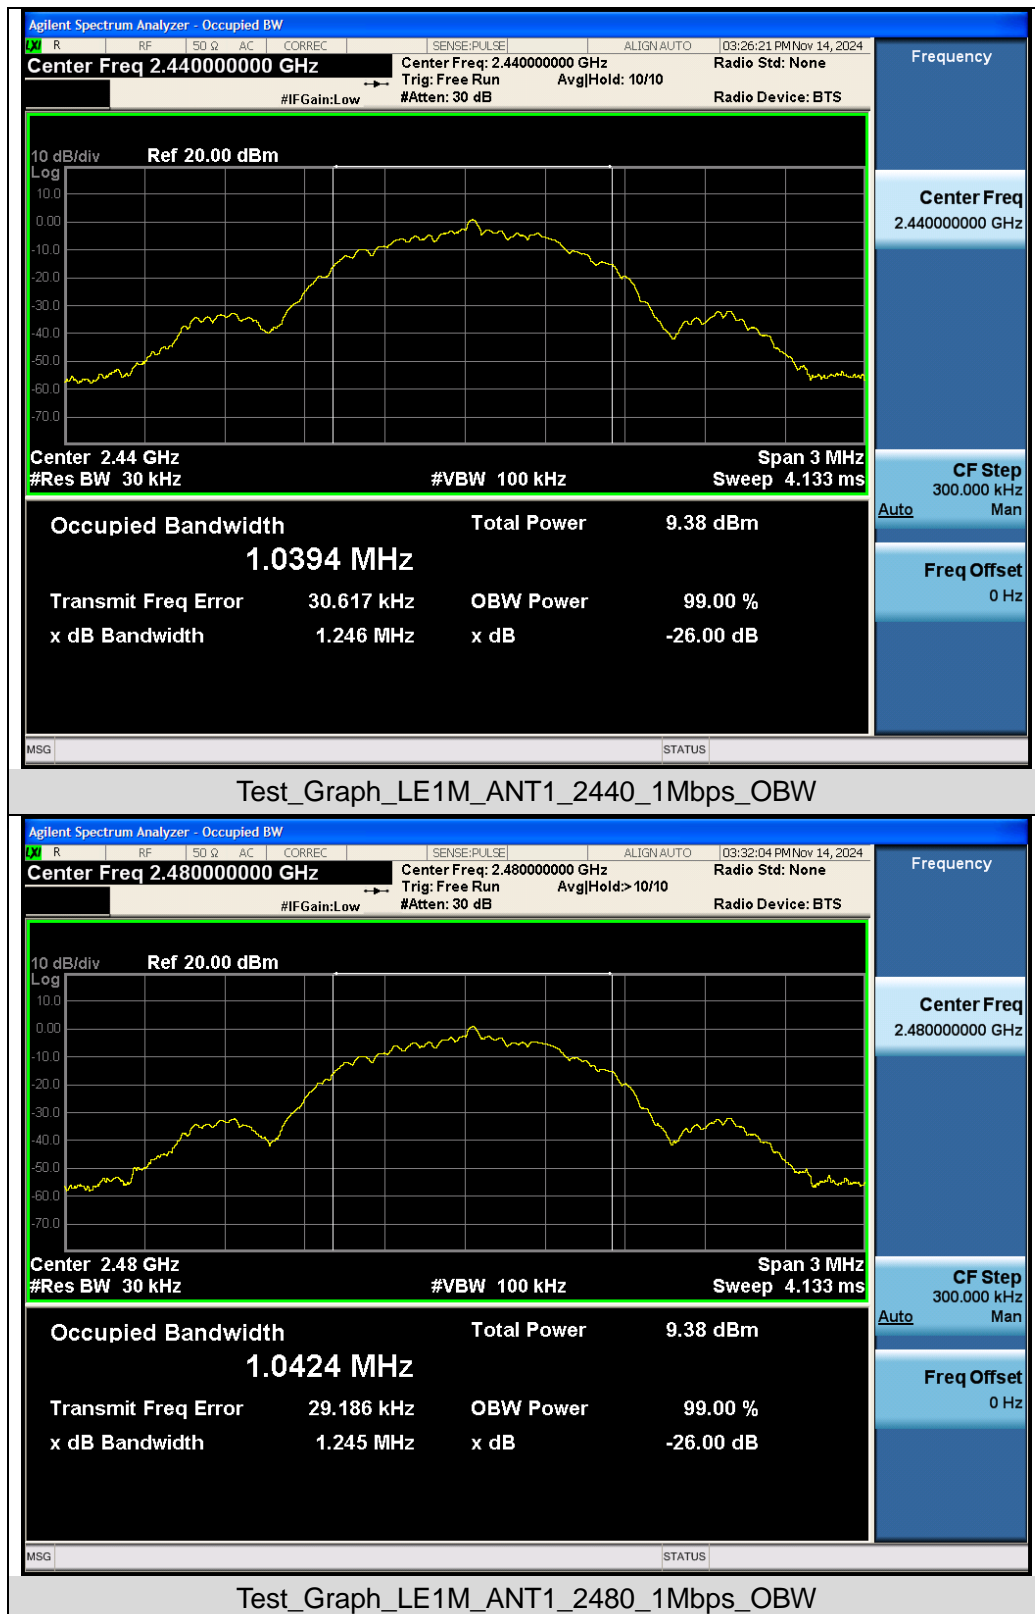 Agilent Spectrum Analyzer - Occupied BW
LXI R RF 50 Ω AC CORREC SENSE:PULSE ALIGN AUTO 03:26:21 PM Nov 14, 2024
Center Freq 2.440000000 GHz
Center Freq: 2.440000000 GHz Radio Std: None
Trig: Free Run Avg|Hold: 10/10
#IFGain:Low #Atten: 30 dB Radio Device: BTS
10 dB/div Ref 20.00 dBm
Log
10.0
0.00
-10.0
-20.0
-30.0
-40.0
-50.0
-60.0
-70.0
Center 2.44 GHz Span 3 MHz
#Res BW 30 kHz #VBW 100 kHz Sweep 4.133 ms
Occupied Bandwidth Total Power 9.38 dBm
1.0394 MHz
Transmit Freq Error 30.617 kHz OBW Power 99.00 %
x dB Bandwidth 1.246 MHz x dB -26.00 dB
MSG STATUS
Frequency
Center Freq
2.440000000 GHz
CF Step
300.000 kHz
Auto Man
Freq Offset
0 Hz
Test_Graph_LE1M_ANT1_2440_1Mbps_OBW
Agilent Spectrum Analyzer - Occupied BW
LXI R RF 50 Ω AC CORREC SENSE:PULSE ALIGN AUTO 03:32:04 PM Nov 14, 2024
Center Freq 2.480000000 GHz
Center Freq: 2.480000000 GHz Radio Std: None
Trig: Free Run Avg|Hold:> 10/10
#IFGain:Low #Atten: 30 dB Radio Device: BTS
10 dB/div Ref 20.00 dBm
Log
10.0
0.00
-10.0
-20.0
-30.0
-40.0
-50.0
-60.0
-70.0
Center 2.48 GHz Span 3 MHz
#Res BW 30 kHz #VBW 100 kHz Sweep 4.133 ms
Occupied Bandwidth Total Power 9.38 dBm
1.0424 MHz
Transmit Freq Error 29.186 kHz OBW Power 99.00 %
x dB Bandwidth 1.245 MHz x dB -26.00 dB
MSG STATUS
Frequency
Center Freq
2.480000000 GHz
CF Step
300.000 kHz
Auto Man
Freq Offset
0 Hz
Test_Graph_LE1M_ANT1_2480_1Mbps_OBW